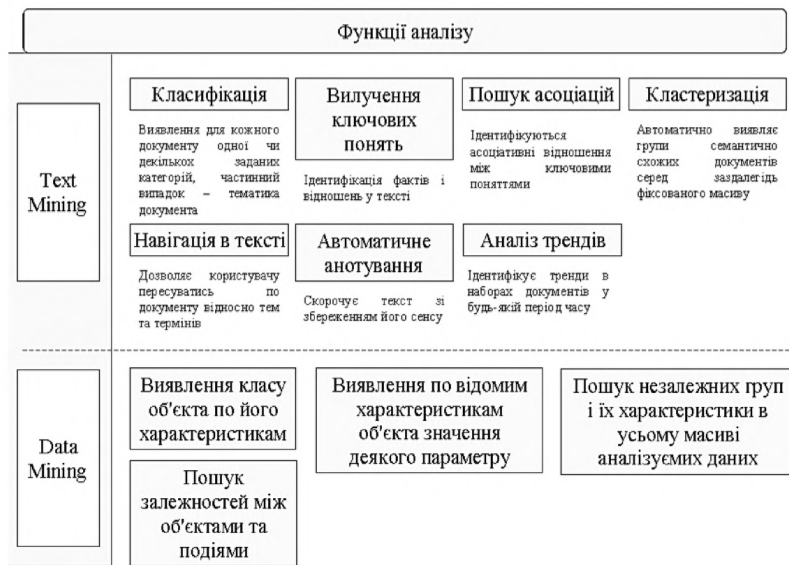 Функції аналізу
Text
Mining
Класифікація
Виявлення для кожного
документу одної чи
декількох заданих
категорій, частинний
випадок – тематика
документа
Вилучення
ключових
понять
Ідентифікація фактів і
відношень у тексті
Пошук асоціацій
Ідентифікуються
асоціативні відношення
між ключовими
поняттями
Кластеризація
Автоматично виявляє
групи семантично
схожих документів
серед заздалегідь
фіксованого масиву
Навігація в тексті
Дозволяє користувачу
пересуватись по
документу відносно тем
та термінів
Автоматичне
анотування
Скорочує текст зі
збереженням його сенсу
Аналіз трендів
Ідентифікує тренди в
наборах документів у
будь-якій період часу
Data
Mining
Виявлення класу
об'єкта по його
характеристикам
Виявлення по відомим
характеристикам
об'єкта значення
деякого параметру
Пошук незалежних груп
і їх характеристики в
усьому масиві
аналізуємих даних
Пошук
залежностей між
об'єктами та
подіями